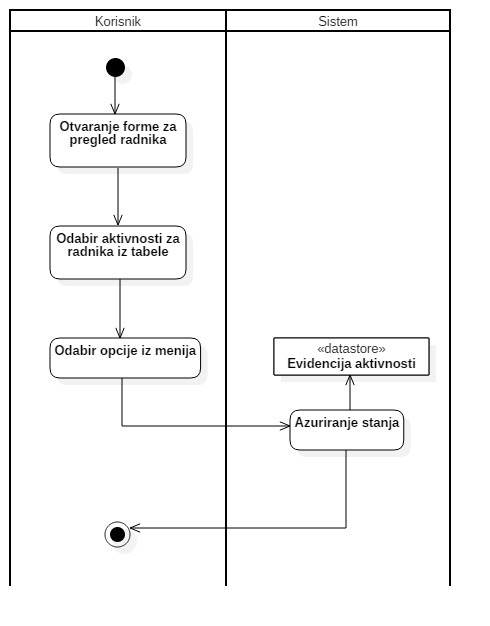 Korisnik
Sistem
Otvaranje forme za
pregled radnika
Odabir aktivnosti za
radnika iz tabele
Odabir opcije iz menija
«datastore»
Evidencija aktivnosti
Azuriranje stanja